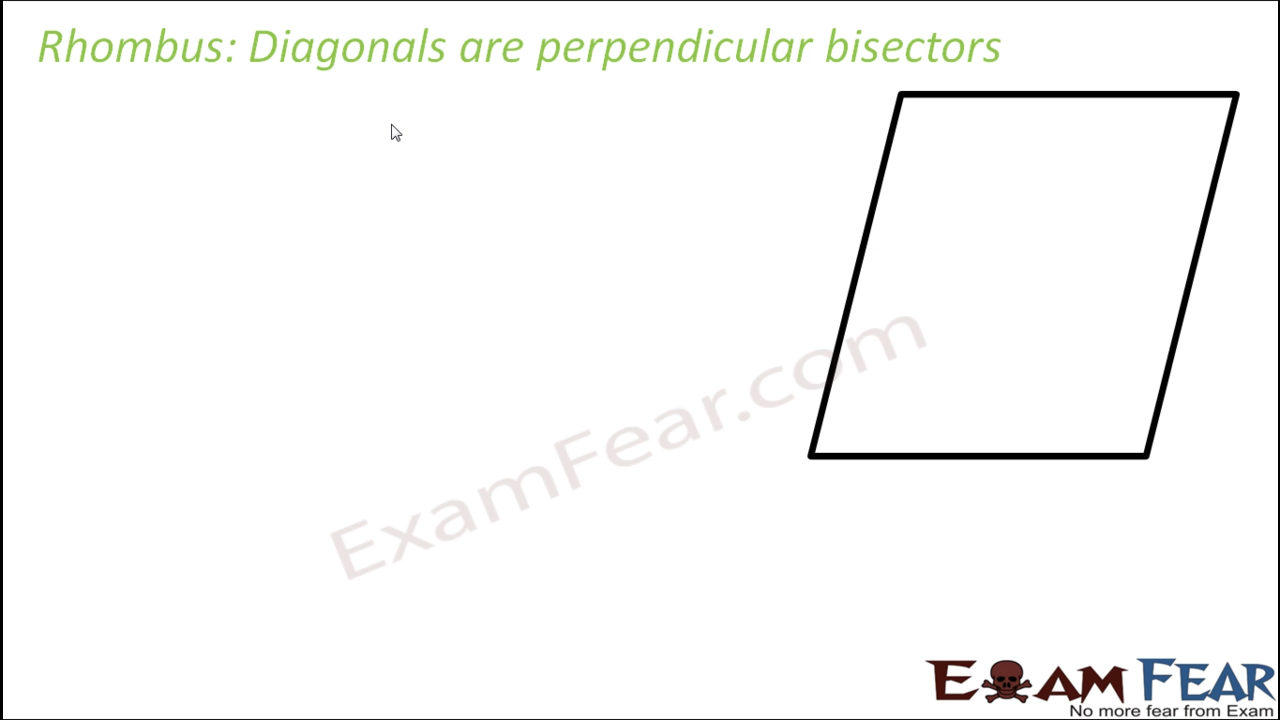 Rhombus: Diagonals are perpendicular bisectors
ExamFear.com
EXAM FEAR
No more fear from Exam